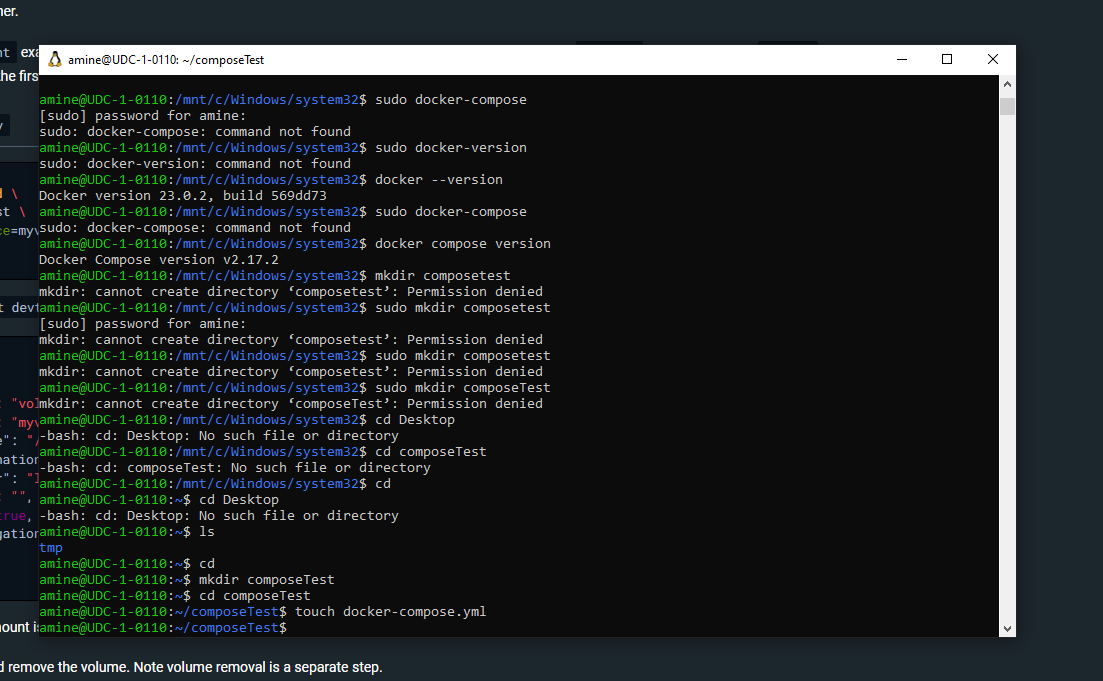 her.
nt exa
amine@UDC-1-0110: ~/composeTest
the firs
amine@UDC-1-0110:/mnt/c/Windows/system32$ sudo docker-compose
[sudo] password for amine:
sudo: docker-compose: command not found
amine@UDC-1-0110:/mnt/c/Windows/system32$ sudo docker-version
sudo: docker-version: command not found
amine@UDC-1-0110:/mnt/c/Windows/system32$ docker --version
\
Docker version 23.0.2, build 569dd73
st \
amine@UDC-1-0110:/mnt/c/Windows/system32$ sudo docker-compose
ce=myv
sudo: docker-compose: command not found
amine@UDC-1-0110:/mnt/c/Windows/system32$ docker compose version
Docker Compose version v2.17.2
amine@UDC-1-0110:/mnt/c/Windows/system32$ mkdir composetest
mkdir: cannot create directory ‘composetest’: Permission denied
t devt
amine@UDC-1-0110:/mnt/c/Windows/system32$ sudo mkdir composetest
[sudo] password for amine:
mkdir: cannot create directory ‘composetest’: Permission denied
amine@UDC-1-0110:/mnt/c/Windows/system32$ sudo mkdir composetest
mkdir: cannot create directory ‘composetest’: Permission denied
amine@UDC-1-0110:/mnt/c/Windows/system32$ sudo mkdir composeTest
: "vol
mkdir: cannot create directory ‘composeTest’: Permission denied
: "myv
amine@UDC-1-0110:/mnt/c/Windows/system32$ cd Desktop
e": "/
-bash: cd: Desktop: No such file or directory
nation
amine@UDC-1-0110:/mnt/c/Windows/system32$ cd composeTest
-bash: cd: composeTest: No such file or directory
r": "l
amine@UDC-1-0110:/mnt/c/Windows/system32$ cd
: "",
amine@UDC-1-0110:~$ cd Desktop
true,
-bash: cd: Desktop: No such file or directory
gation
amine@UDC-1-0110:~$ ls
tmp
amine@UDC-1-0110:~$ cd
amine@UDC-1-0110:~$ mkdir composeTest
amine@UDC-1-0110:~$ cd composeTest
amine@UDC-1-0110:~/composeTest$ touch docker-compose.yml
ount is
amine@UDC-1-0110:~/composeTest$
d remove the volume. Note volume removal is a separate step.